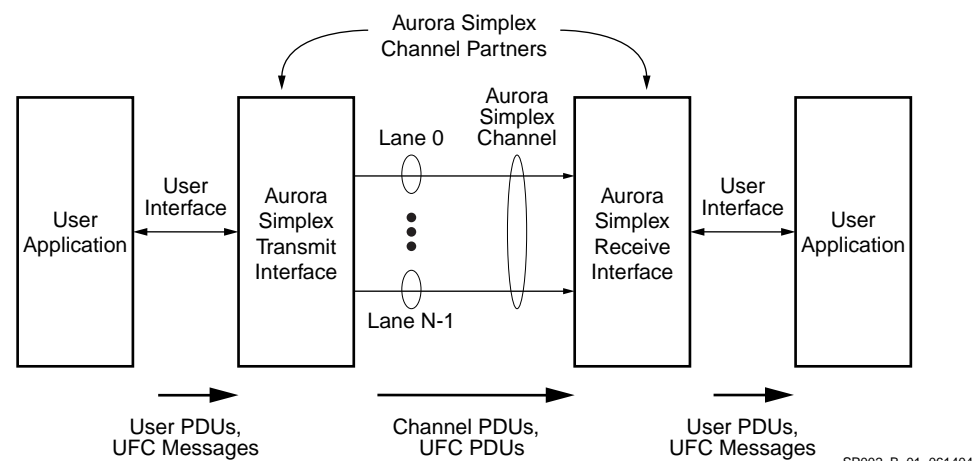 Aurora Simplex
Channel Partners
Aurora
Simplex
Channel
Lane 0
User
Interface
User
Interface
User
Application
Aurora
Simplex
Transmit
Interface
Aurora
Simplex
Receive
Interface
User
Application
Lane N-1
User PDUs,
UFC Messages
Channel PDUs,
UFC PDUs
User PDUs,
UFC Messages